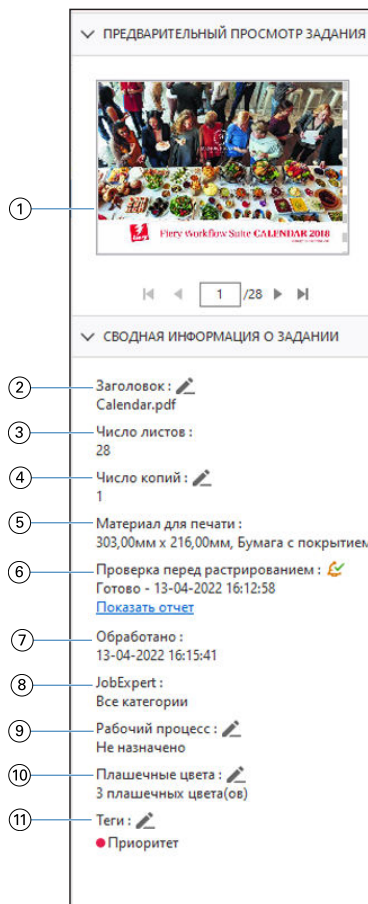 ПРЕДВАРИТЕЛЬНЫЙ ПРОСМОТР ЗАДАНИЯ
1
fiery Fiery Workflow Suite CALENDAR 2018
1 /28
СВОДНАЯ ИНФОРМАЦИЯ О ЗАДАНИИ
2 Заголовок :
Calendar.pdf
3 Число листов :
28
4 Число копий :
1
5 Материал для печати :
303,00мм x 216,00мм, Бумага с покрытием
6 Проверка перед растрированием :
Готово - 13-04-2022 16:12:58
Показать отчет
7 Обработано :
13-04-2022 16:15:41
8 JobExpert :
Все категории
9 Рабочий процесс :
Не назначено
10 Плашечные цвета :
3 плашечных цвета(ов)
11 Теги :
Приоритет